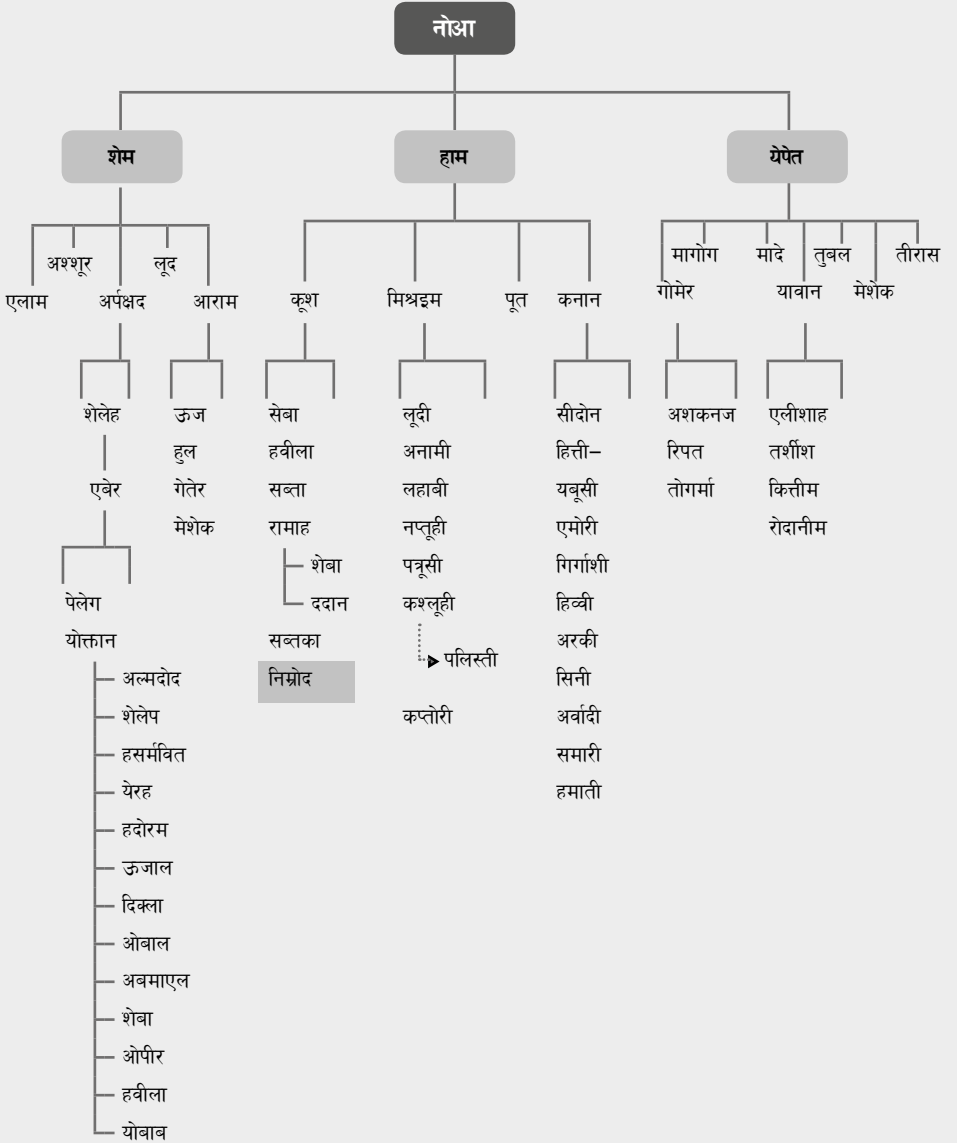 नोआ
शेम
हाम
येपेत
एलाम
अश्शूर
अर्पक्षद
लूद
आराम
शेलेह
एबेर
पेलेग
योक्तान
अल्मदोद
शेलेप
हसर्मवित
येरह
हदोरम
ऊजाल
दिक्ला
ओबाल
अबमाएल
शेबा
ओपीर
हवीला
योबाब
ऊज
हुल
गेतेर
मेशेक
कूश
मिश्रइम
पूत
कनान
सेबा
हवीला
सब्ता
रामाह
शेबा
ददान
सब्तका
निम्रोद
लूदी
अनामी
लहाबी
नप्तूही
पत्रूसी
कश्लूही
पलिस्ती
कप्तोरी
सीदोन
हित्ती–
यबूसी
एमोरी
गिर्गाशी
हिव्वी
अरकी
सिनी
अर्वादी
समारी
हमाती
गोमेर
मागोग
मादे
यावान
तुबल
मेशेक
तीरास
अशकनज
रिपत
तोगर्मा
एलीशाह
तर्शीश
कित्तीम
रोदानीम